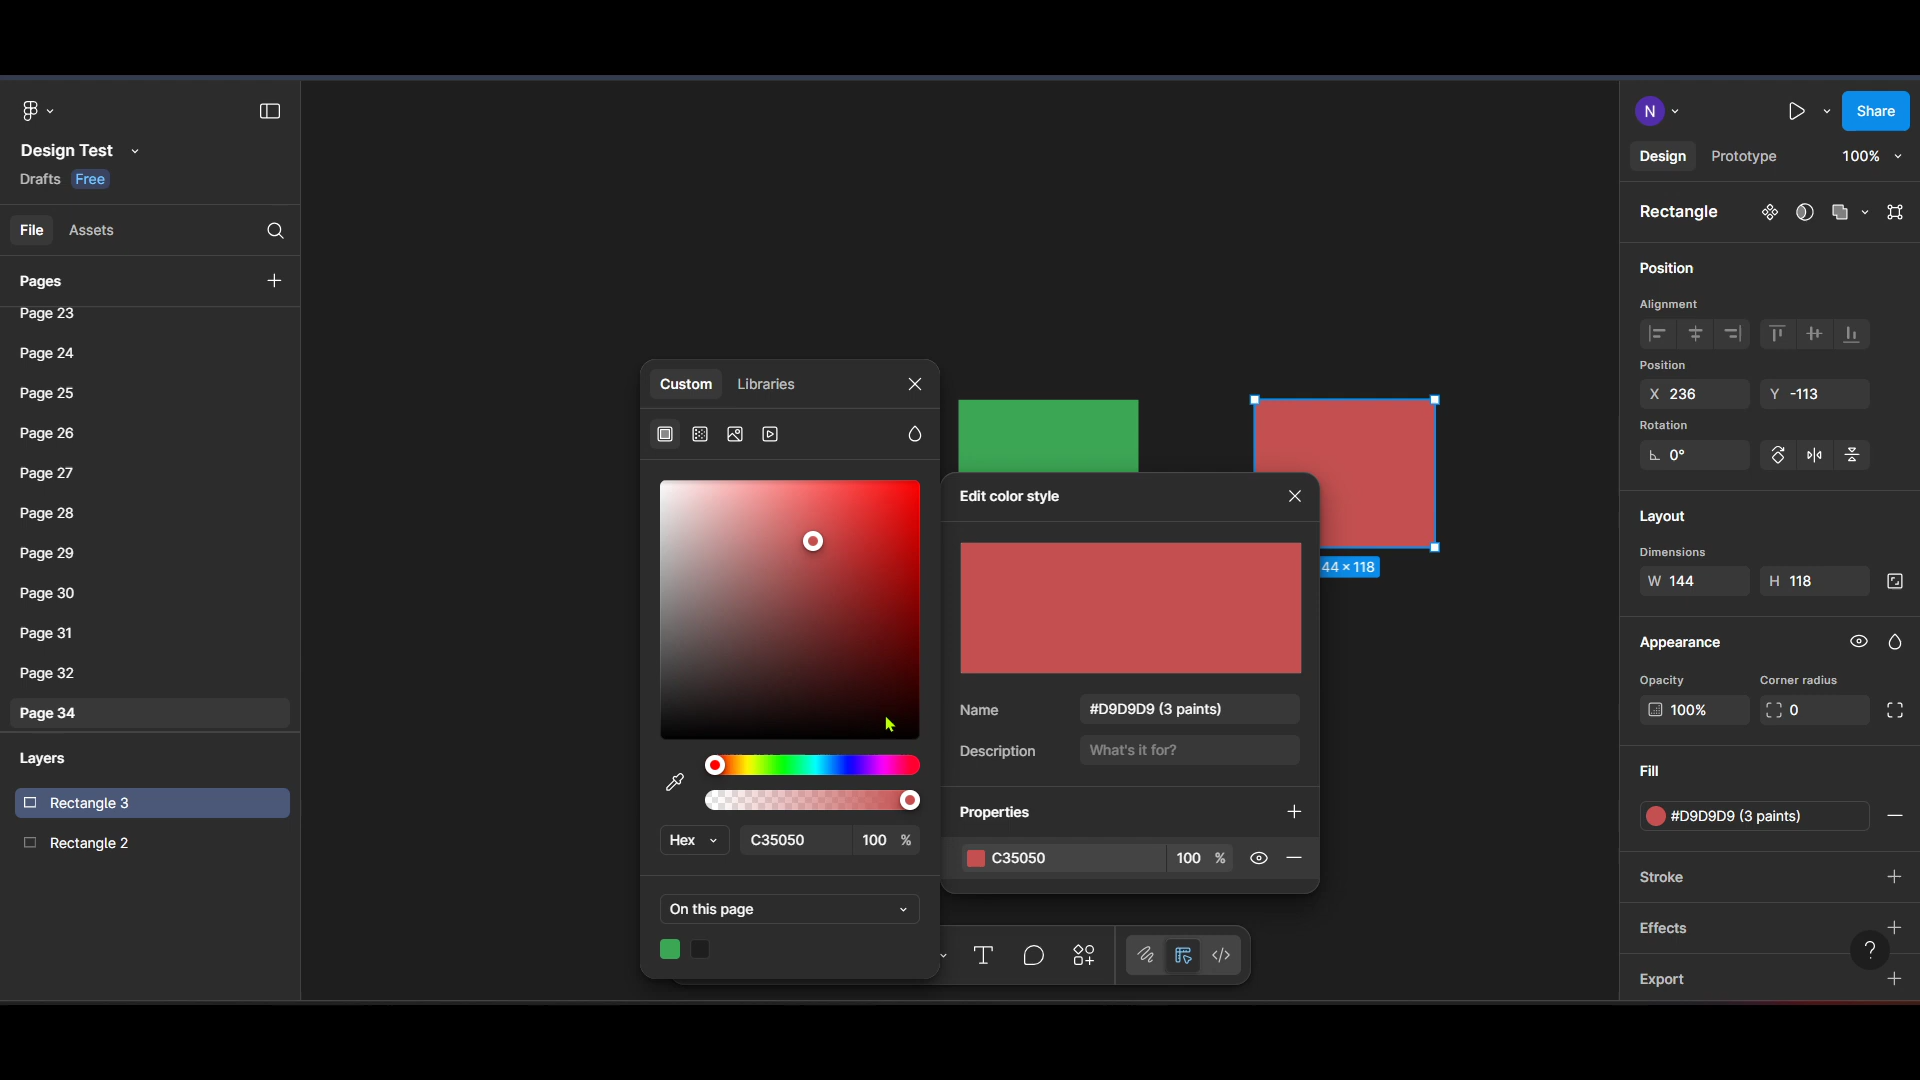 Design Test
Drafts Free
File Assets
Pages
Page 23
Page 24
Page 25
Page 26
Page 27
Page 28
Page 29
Page 30
Page 31
Page 32
Page 34
Layers
Rectangle 3
Rectangle 2
Custom Libraries
Hex C35050 100 %
On this page
Edit color style
Name #D9D9D9 (3 paints)
Description What's it for?
Properties
C35050 100 %
44 × 118
N Share
Design Prototype 100%
Rectangle
Position
Alignment
Position
X 236 Y -113
Rotation
0°
Layout
Dimensions
W 144 H 118
Appearance
Opacity Corner radius
100% 0
Fill
#D9D9D9 (3 paints)
Stroke
Effects
?
Export